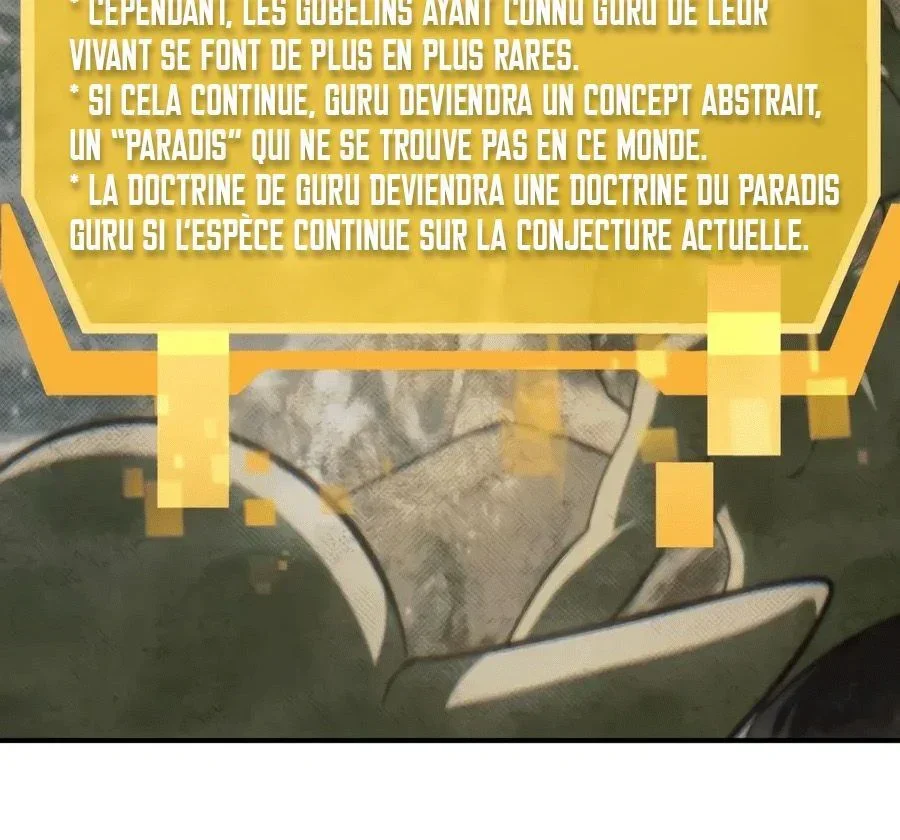 * CEPENDANT, LES GOBELINS AYANT CONNU GURU DE LEUR
VIVANT SE FONT DE PLUS EN PLUS RARES.
* SI CELA CONTINUE, GURU DEVIENDRA UN CONCEPT ABSTRAIT,
UN “PARADIS” QUI NE SE TROUVE PAS EN CE MONDE.
* LA DOCTRINE DE GURU DEVIENDRA UNE DOCTRINE DU PARADIS
GURU SI L’ESPÈCE CONTINUE SUR LA CONJECTURE ACTUELLE.